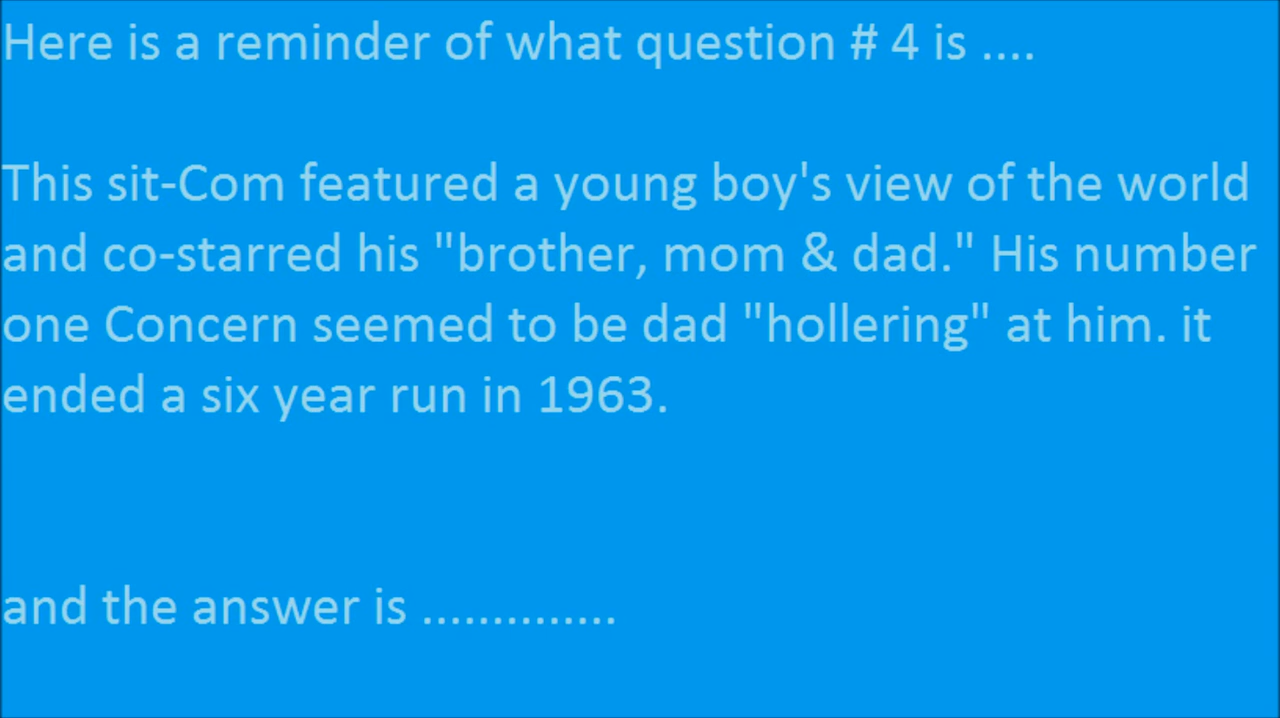 Here is a reminder of what question # 4 is ....
This sit-Com featured a young boy's view of the world
and co-starred his "brother, mom & dad." His number
one Concern seemed to be dad "hollering" at him. it
ended a six year run in 1963.
and the answer is ..............